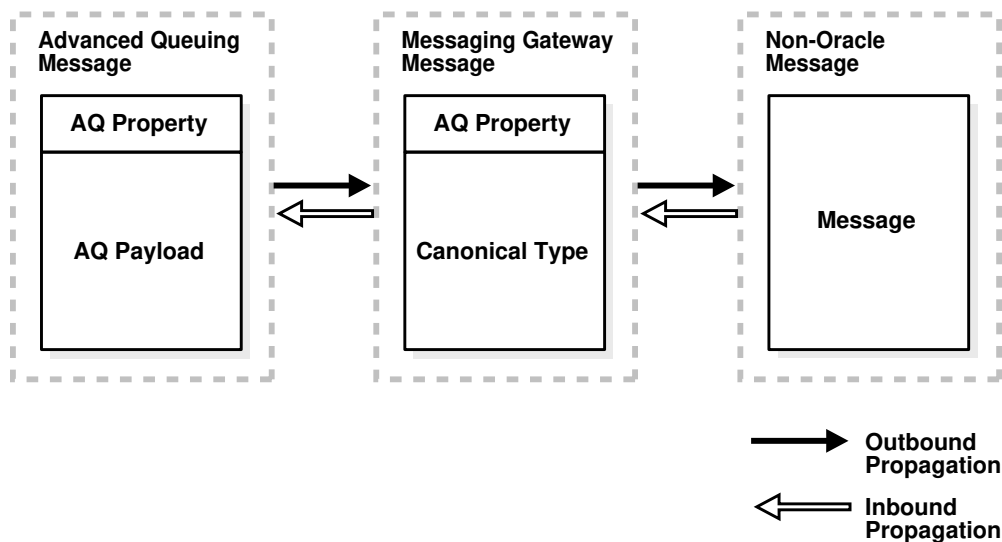 Advanced Queuing
Message
AQ Property
AQ Payload
Messaging Gateway
Message
AQ Property
Canonical Type
Non-Oracle
Message
Message
Outbound
Propagation
Inbound
Propagation